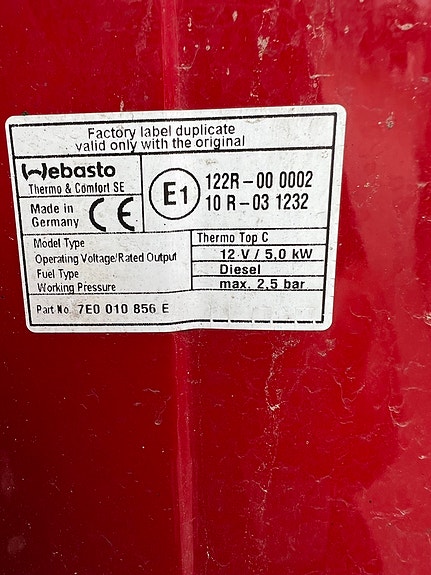 Factory label duplicate
valid only with the original
Webasto
Thermo & Comfort SE
Made in
Germany
CE
E1
122R-00 0002
10 R-03 1232
Model Type Thermo Top C
Operating Voltage/Rated Output 12 V / 5,0 kW
Fuel Type Diesel
Working Pressure max. 2,5 bar
Part No. 7E0 010 856 E